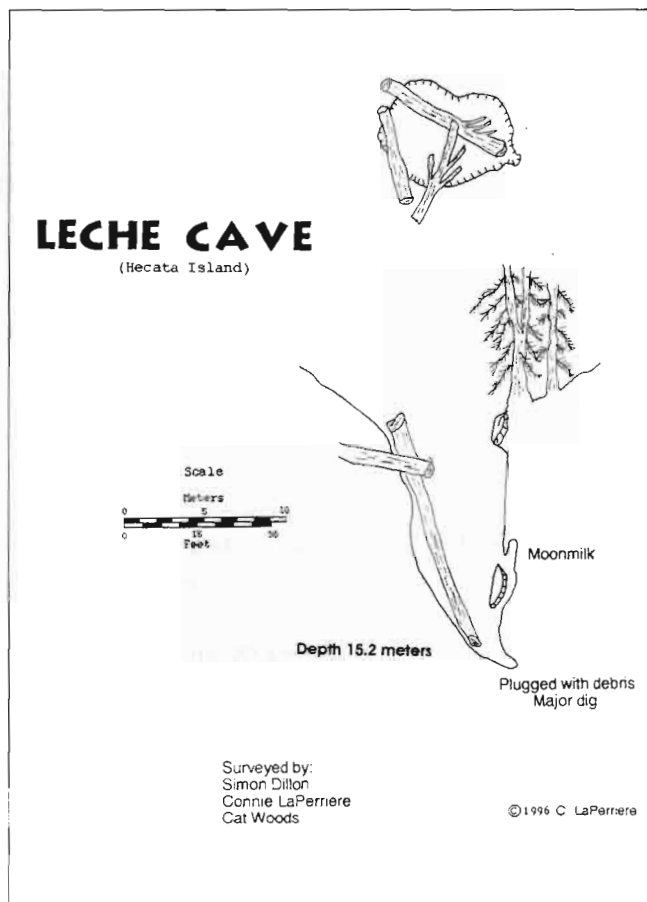 LECHE CAVE
(Hecata Island)
Scale
Meters
0 5 10
0 15 30
Feet
Moonmilk
Depth 15.2 meters
Plugged with debris
Major dig
Surveyed by:
Simon Dillon
Connie LaPerriere
Cat Woods
©1996 C LaPerriere